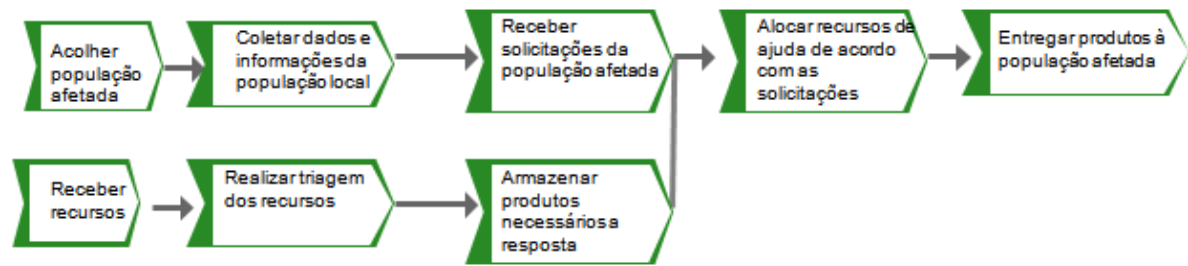 Acolher
população
afetada
Coletar dados e
informações da
população local
Receber
solicitações da
população afetada
Alocar recursos de
ajuda de acordo
com as
solicitações
Entregar produtos à
população afetada
Receber
recursos
Realizar triagem
dos recursos
Armazenar
produtos
necessários a
resposta